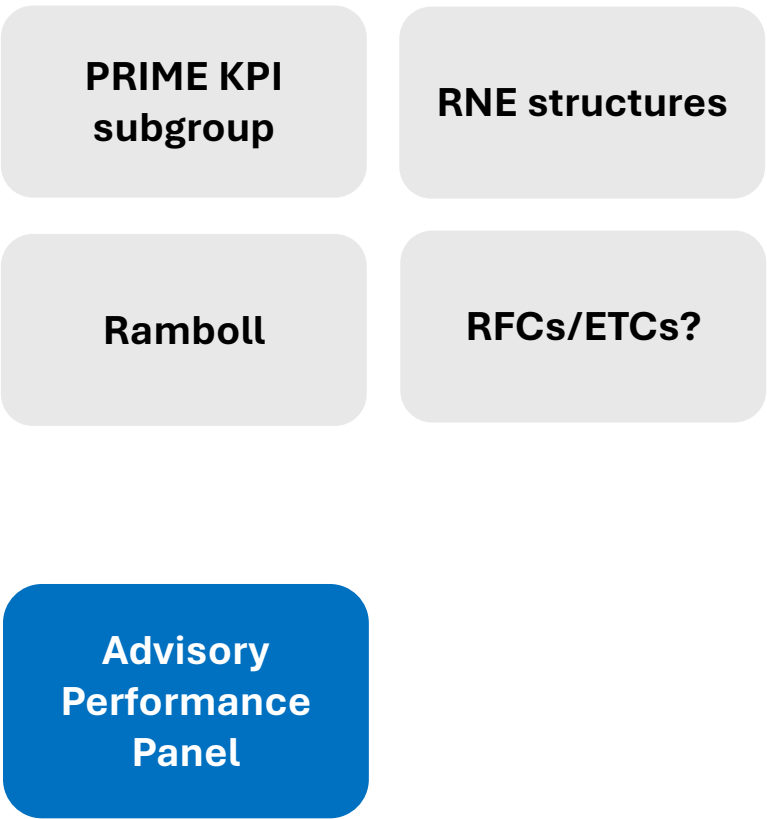 PRIME KPI
subgroup
RNE structures
Ramboll
RFCs/ETCs?
Advisory
Performance
Panel